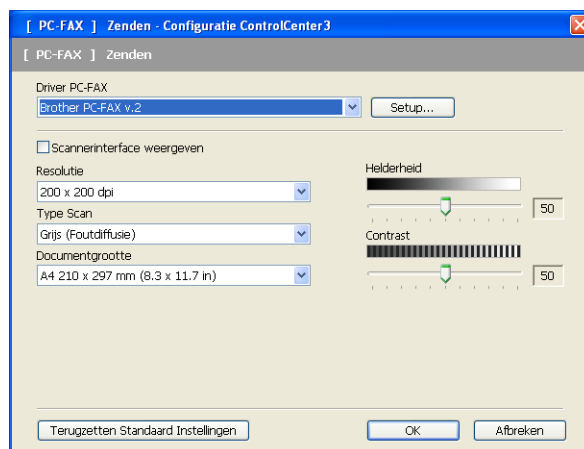 [ PC-FAX ] Zenden - Configuratie ControlCenter3
[ PC-FAX ] Zenden
Driver PC-FAX
Brother PC-FAX v.2
Setup...
Scannerinterface weergeven
Resolutie
200 x 200 dpi
Type Scan
Grijs (Foutdiffusie)
Documentgrootte
A4 210 x 297 mm (8.3 x 11.7 in)
Helderheid
50
Contrast
50
Terugzetten Standaard Instellingen
OK
Afbreken